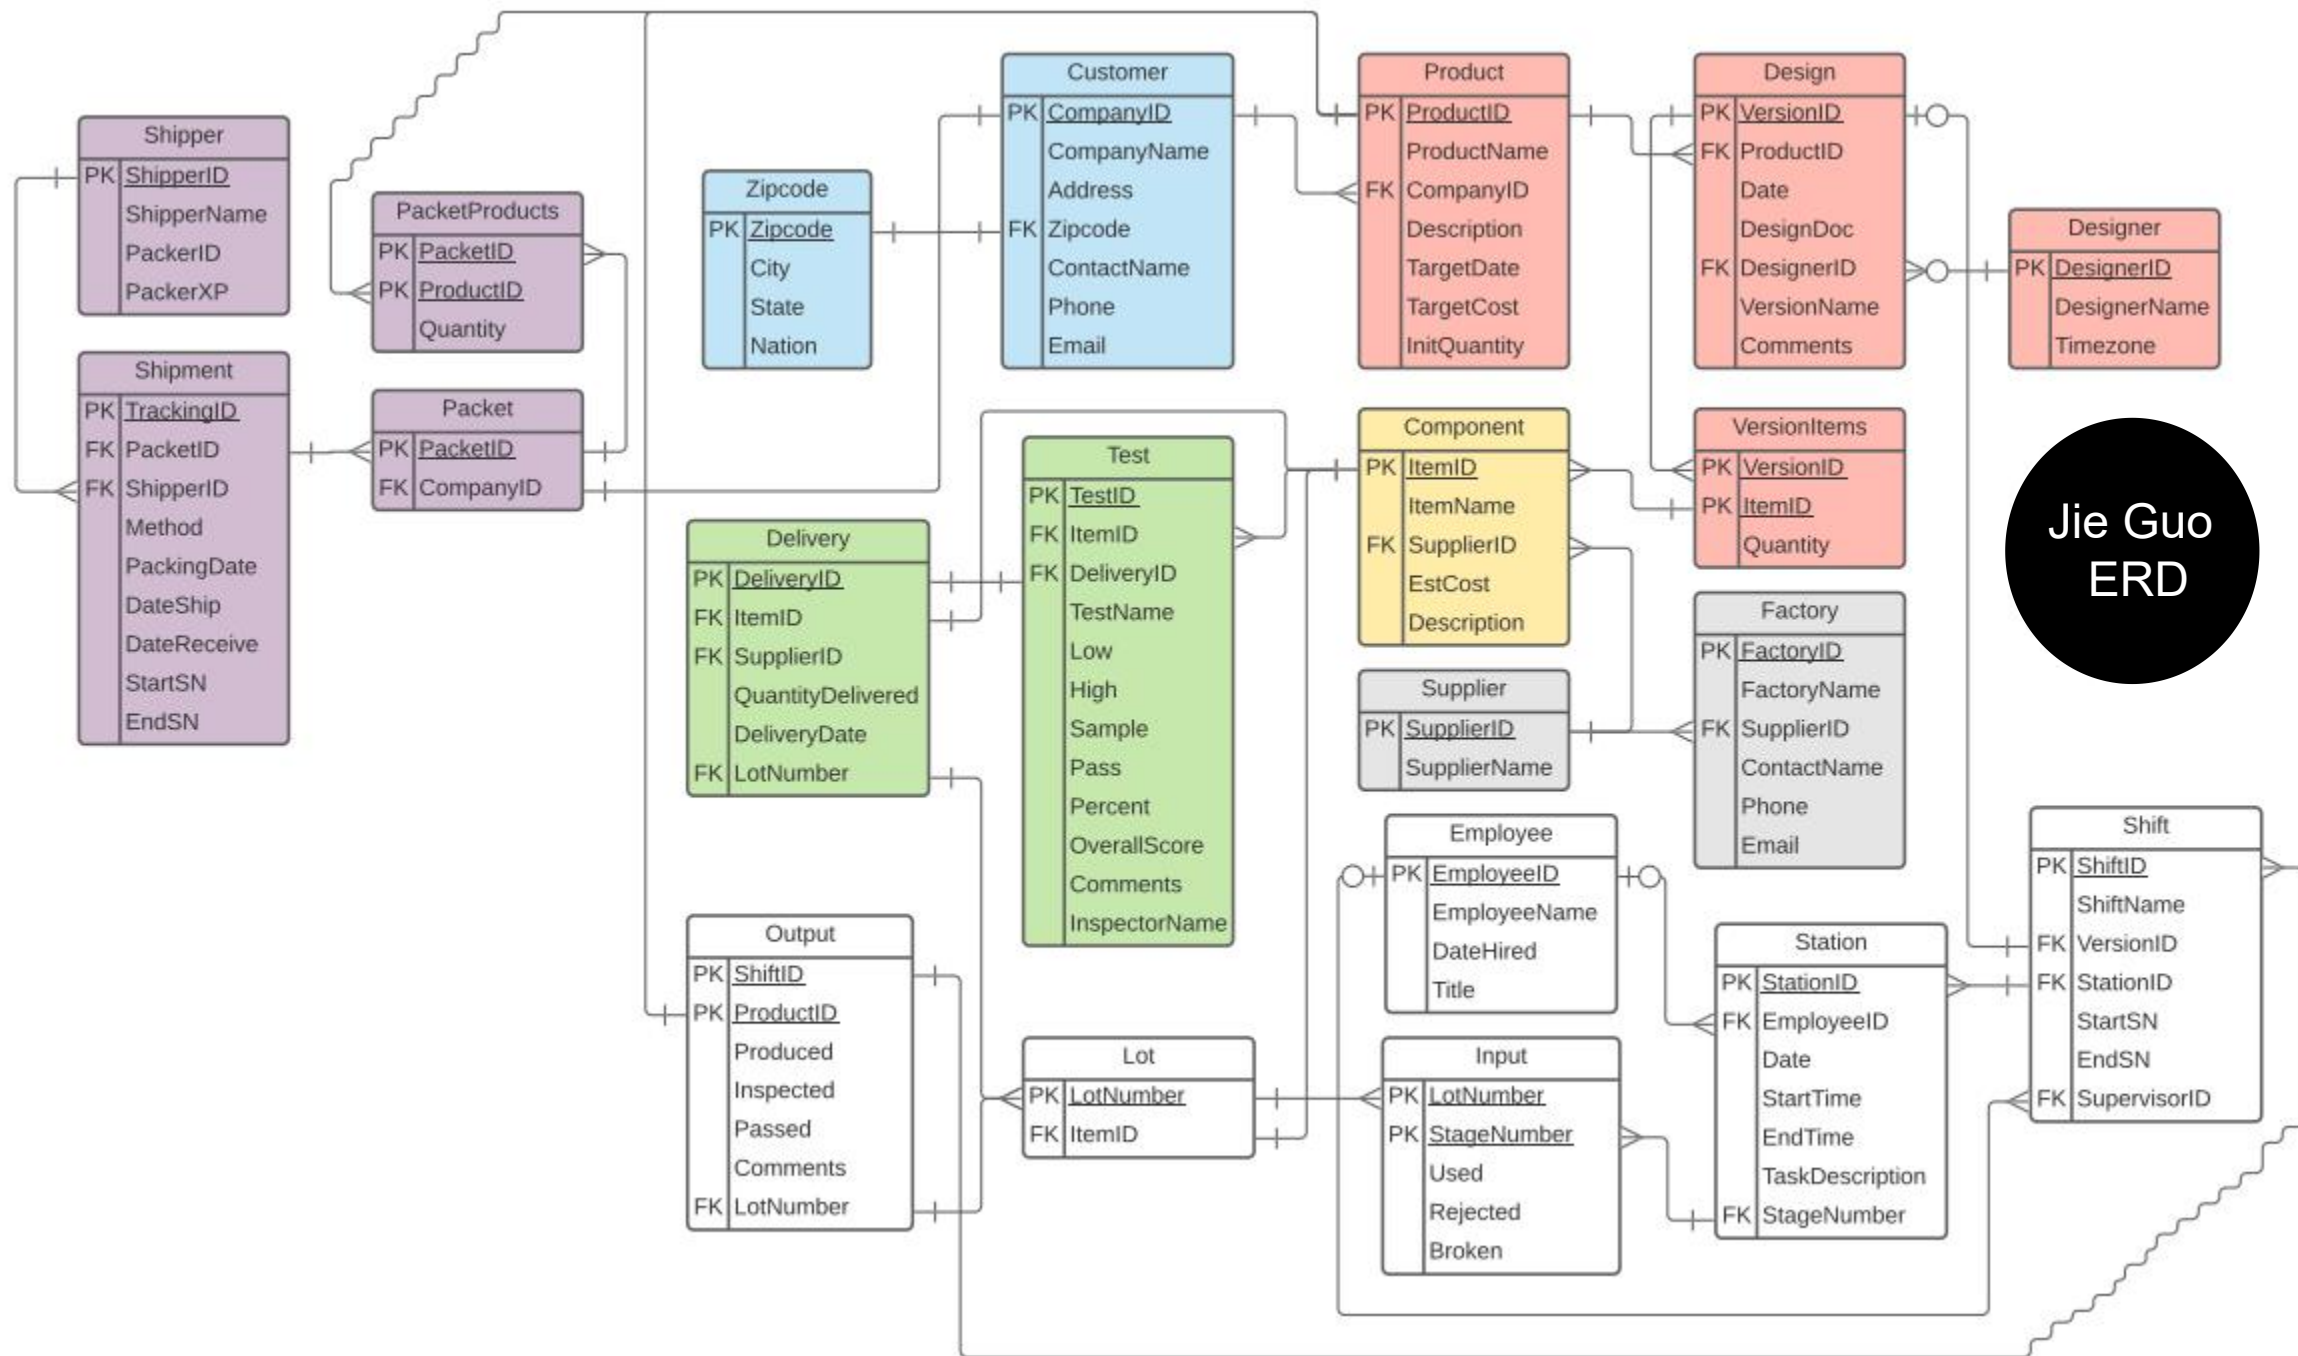 Shipper
PK ShipperID
ShipperName
PackerID
PackerXP
Shipment
PK TrackingID
FK PacketID
FK ShipperID
Method
PackingDate
DateShip
DateReceive
StartSN
EndSN
PacketProducts
PK PacketID
PK ProductID
Quantity
Packet
PK PacketID
FK CompanyID
Zipcode
PK Zipcode
City
State
Nation
Customer
PK CompanyID
CompanyName
Address
FK Zipcode
ContactName
Phone
Email
Product
PK ProductID
ProductName
FK CompanyID
Description
TargetDate
TargetCost
InitQuantity
Design
PK VersionID
FK ProductID
Date
DesignDoc
FK DesignerID
VersionName
Comments
Designer
PK DesignerID
DesignerName
Timezone
Delivery
PK DeliveryID
FK ItemID
FK SupplierID
QuantityDelivered
DeliveryDate
FK LotNumber
Test
PK TestID
FK ItemID
FK DeliveryID
TestName
Low
High
Sample
Pass
Percent
OverallScore
Comments
InspectorName
Component
PK ItemID
ItemName
FK SupplierID
EstCost
Description
VersionItems
PK VersionID
PK ItemID
Quantity
Jie Guo
ERD
Supplier
PK SupplierID
SupplierName
Factory
PK FactoryID
FactoryName
FK SupplierID
ContactName
Phone
Email
Output
PK ShiftID
PK ProductID
Produced
Inspected
Passed
Comments
FK LotNumber
Lot
PK LotNumber
FK ItemID
Employee
PK EmployeeID
EmployeeName
DateHired
Title
Input
PK LotNumber
PK StageNumber
Used
Rejected
Broken
Station
PK StationID
FK EmployeeID
Date
StartTime
EndTime
TaskDescription
FK StageNumber
Shift
PK ShiftID
ShiftName
FK VersionID
FK StationID
StartSN
EndSN
FK SupervisorID